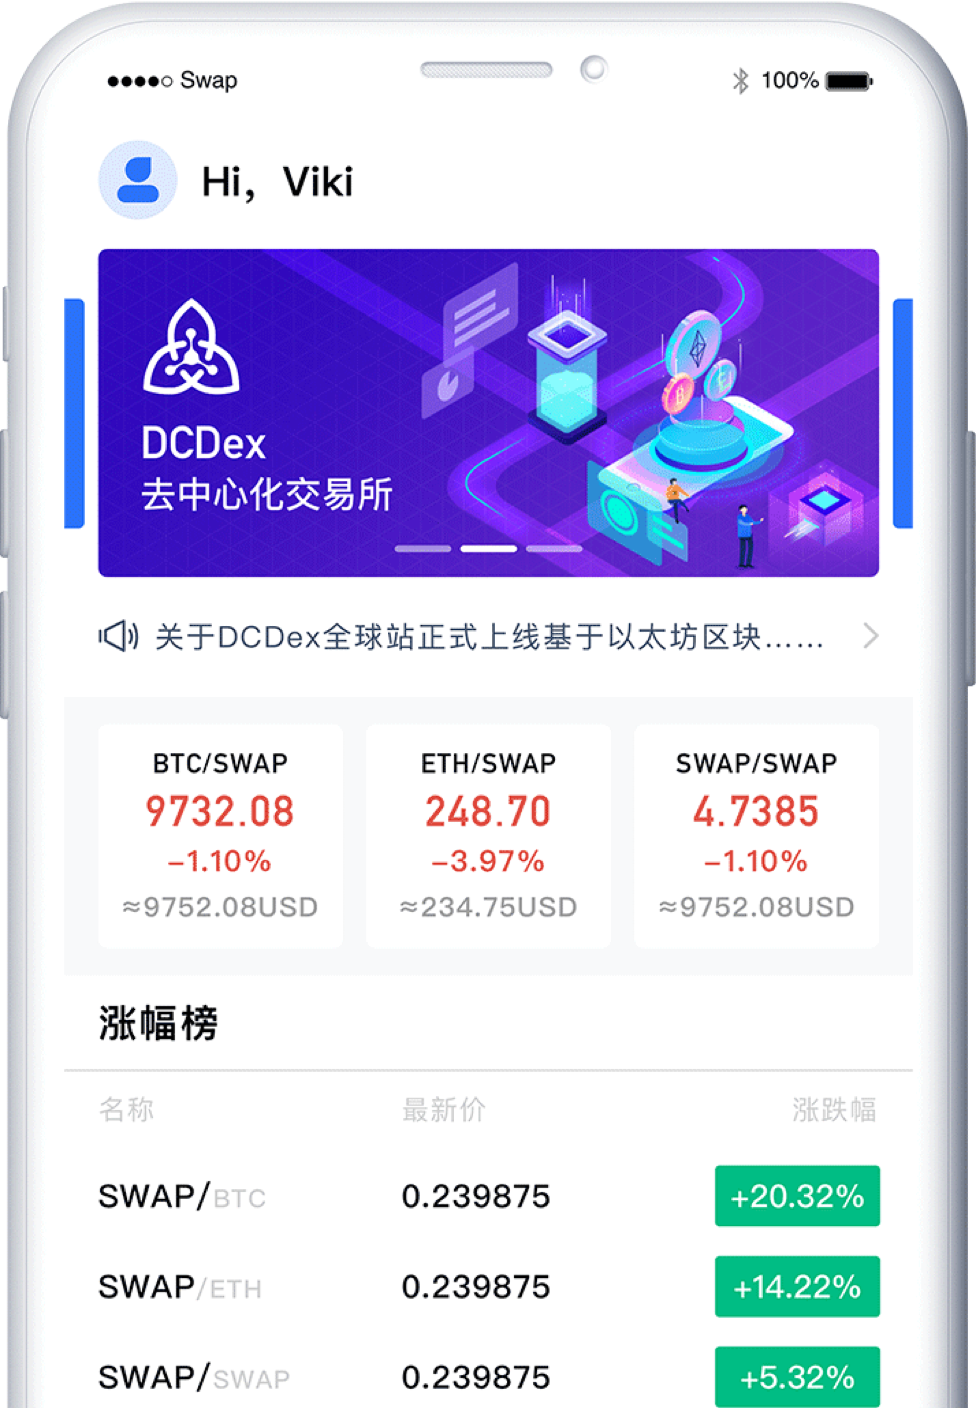 Swap
100%
Hi，Viki
DCDex
去中心化交易所
关于DCDex全球站正式上线基于以太坊区块……
BTC/SWAP
9732.08
-1.10%
≈9752.08USD
ETH/SWAP
248.70
-3.97%
≈234.75USD
SWAP/SWAP
4.7385
-1.10%
≈9752.08USD
涨幅榜
名称 最新价 涨跌幅
SWAP/BTC 0.239875 +20.32%
SWAP/ETH 0.239875 +14.22%
SWAP/SWAP 0.239875 +5.32%